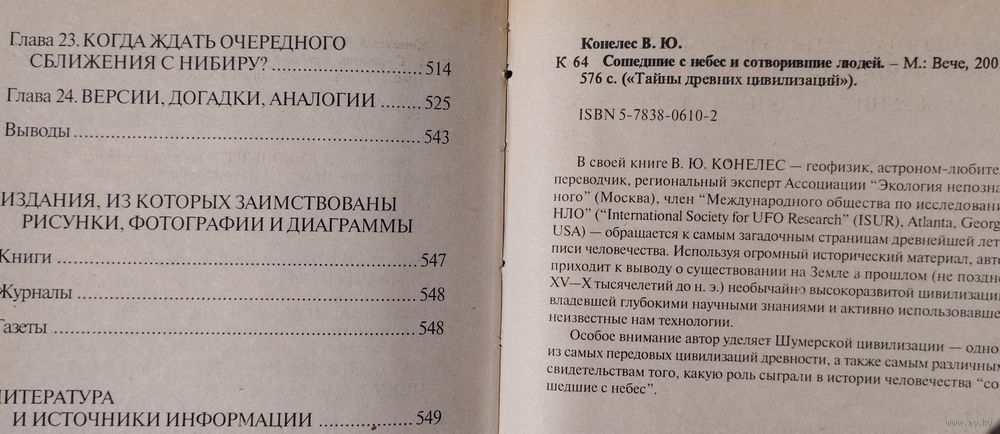 Глава 23. КОГДА ЖДАТЬ ОЧЕРЕДНОГО
СБЛИЖЕНИЯ С НИБИРУ? 514
Глава 24. ВЕРСИИ, ДОГАДКИ, АНАЛОГИИ 525
Выводы 543
ИЗДАНИЯ, ИЗ КОТОРЫХ ЗАИМСТВОВАНЫ
РИСУНКИ, ФОТОГРАФИИ И ДИАГРАММЫ
Книги 547
Журналы 548
Газеты 548
ЛИТЕРАТУРА
И ИСТОЧНИКИ ИНФОРМАЦИИ 549
Конелес В. Ю.
К 64 Сошедшие с небес и сотворившие людей. – М.: Вече, 200
576 с. («Тайны древних цивилизаций»).
ISBN 5-7838-0610-2
В своей книге В. Ю. КОНЕЛЕС — геофизик, астроном-любите
переводчик, региональный эксперт Ассоциации “Экология непозна
ного” (Москва), член “Международного общества по исследовани
НЛО” (“International Society for UFO Research” (ISUR), Atlanta, Georg
USA) — обращается к самым загадочным страницам древнейшей лет
писи человечества. Используя огромный исторический материал, авто
приходит к выводу о существовании на Земле в прошлом (не поздне
XV—X тысячелетий до н. э.) необычайно высокоразвитой цивилизаци
владевшей глубокими научными знаниями и активно использовавше
неизвестные нам технологии.
Особое внимание автор уделяет Шумерской цивилизации — одно
из самых передовых цивилизаций древности, а также самым различны
свидетельствам того, какую роль сыграли в истории человечества “со
шедшие с небес”.
www.ay.by